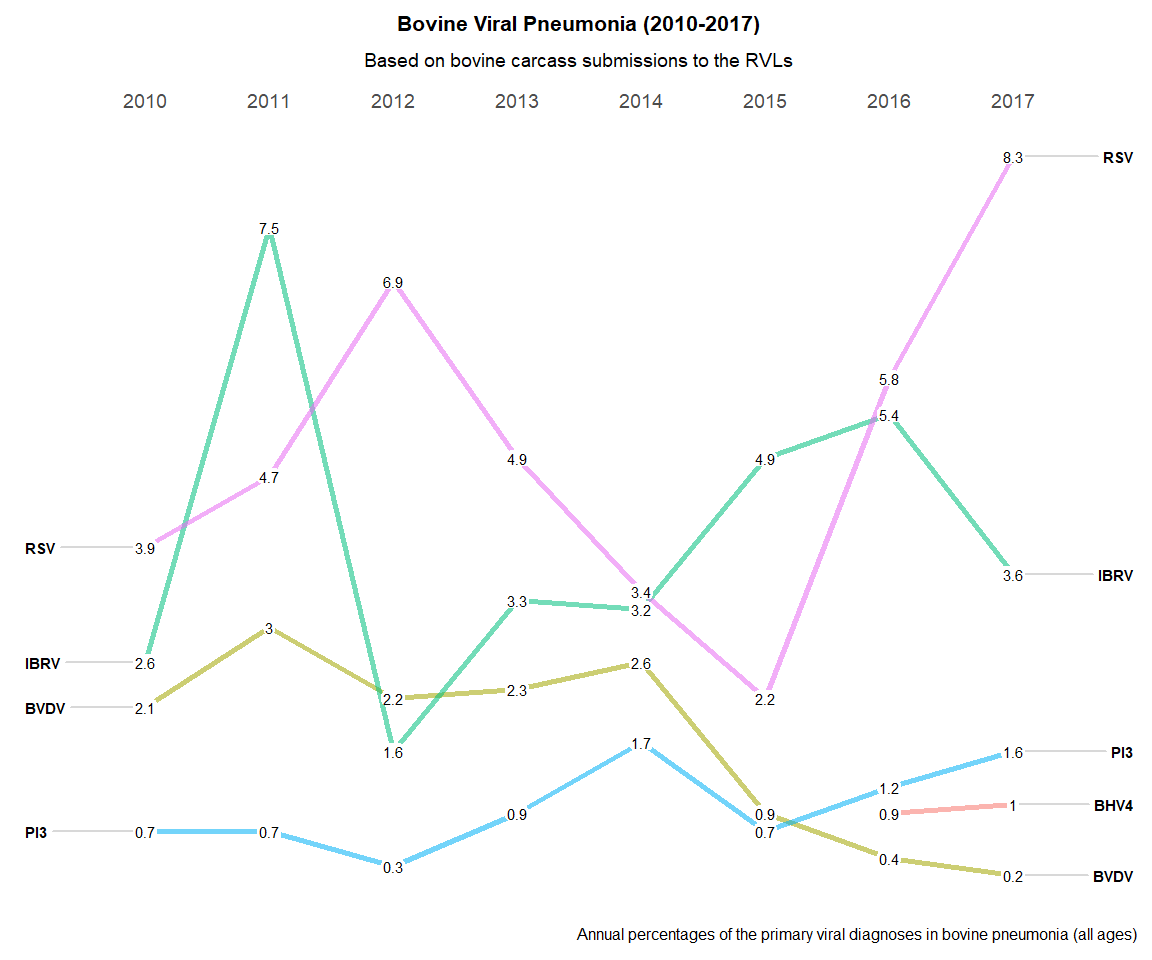 Bovine Viral Pneumonia (2010-2017)
Based on bovine carcass submissions to the RVLs
2010 2011 2012 2013 2014 2015 2016 2017
8.3 RSV
7.5
6.9
5.8
5.4
4.9 4.9
4.7
RSV 3.9
3.6 IBRV
3.4
3.3 3.2
3
IBRV 2.6 2.6
2.2 2.2
2.3
BVDV 2.1
1.7
1.6 1.6 PI3
1.2
0.9 0.9 0.9 1 BHV4
PI3 0.7 0.7 0.7
0.3
0.4
0.2 BVDV
Annual percentages of the primary viral diagnoses in bovine pneumonia (all ages)